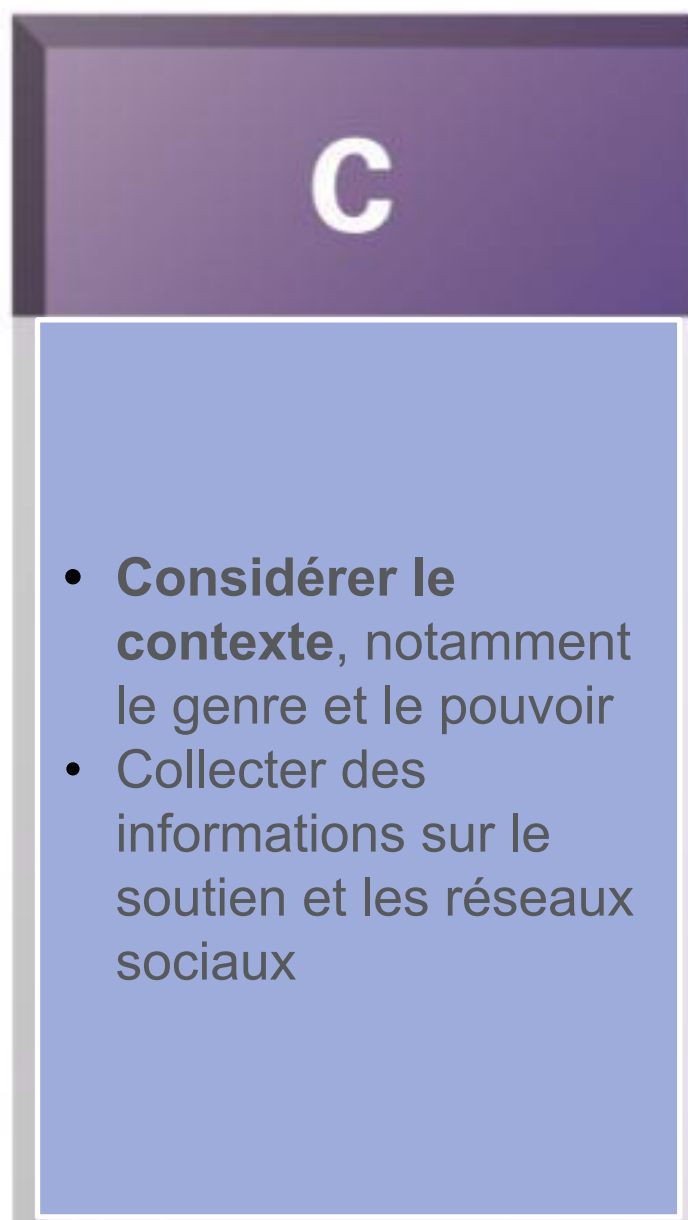 C
• Considérer le
contexte, notamment
le genre et le pouvoir
• Collecter des
informations sur le
soutien et les réseaux
sociaux